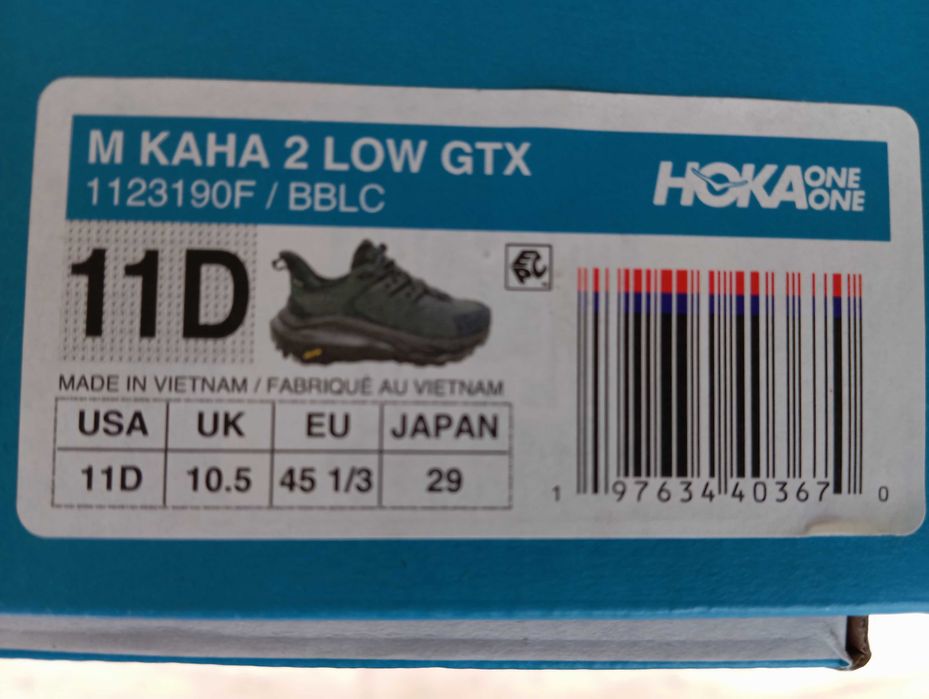 M KAHA 2 LOW GTX
1123190F / BBLC
HOKA ONE ONE
11D
EPC
MADE IN VIETNAM / FABRIQUÉ AU VIETNAM
USA UK EU JAPAN
11D 10.5 45 1/3 29
1 97634 40367 0